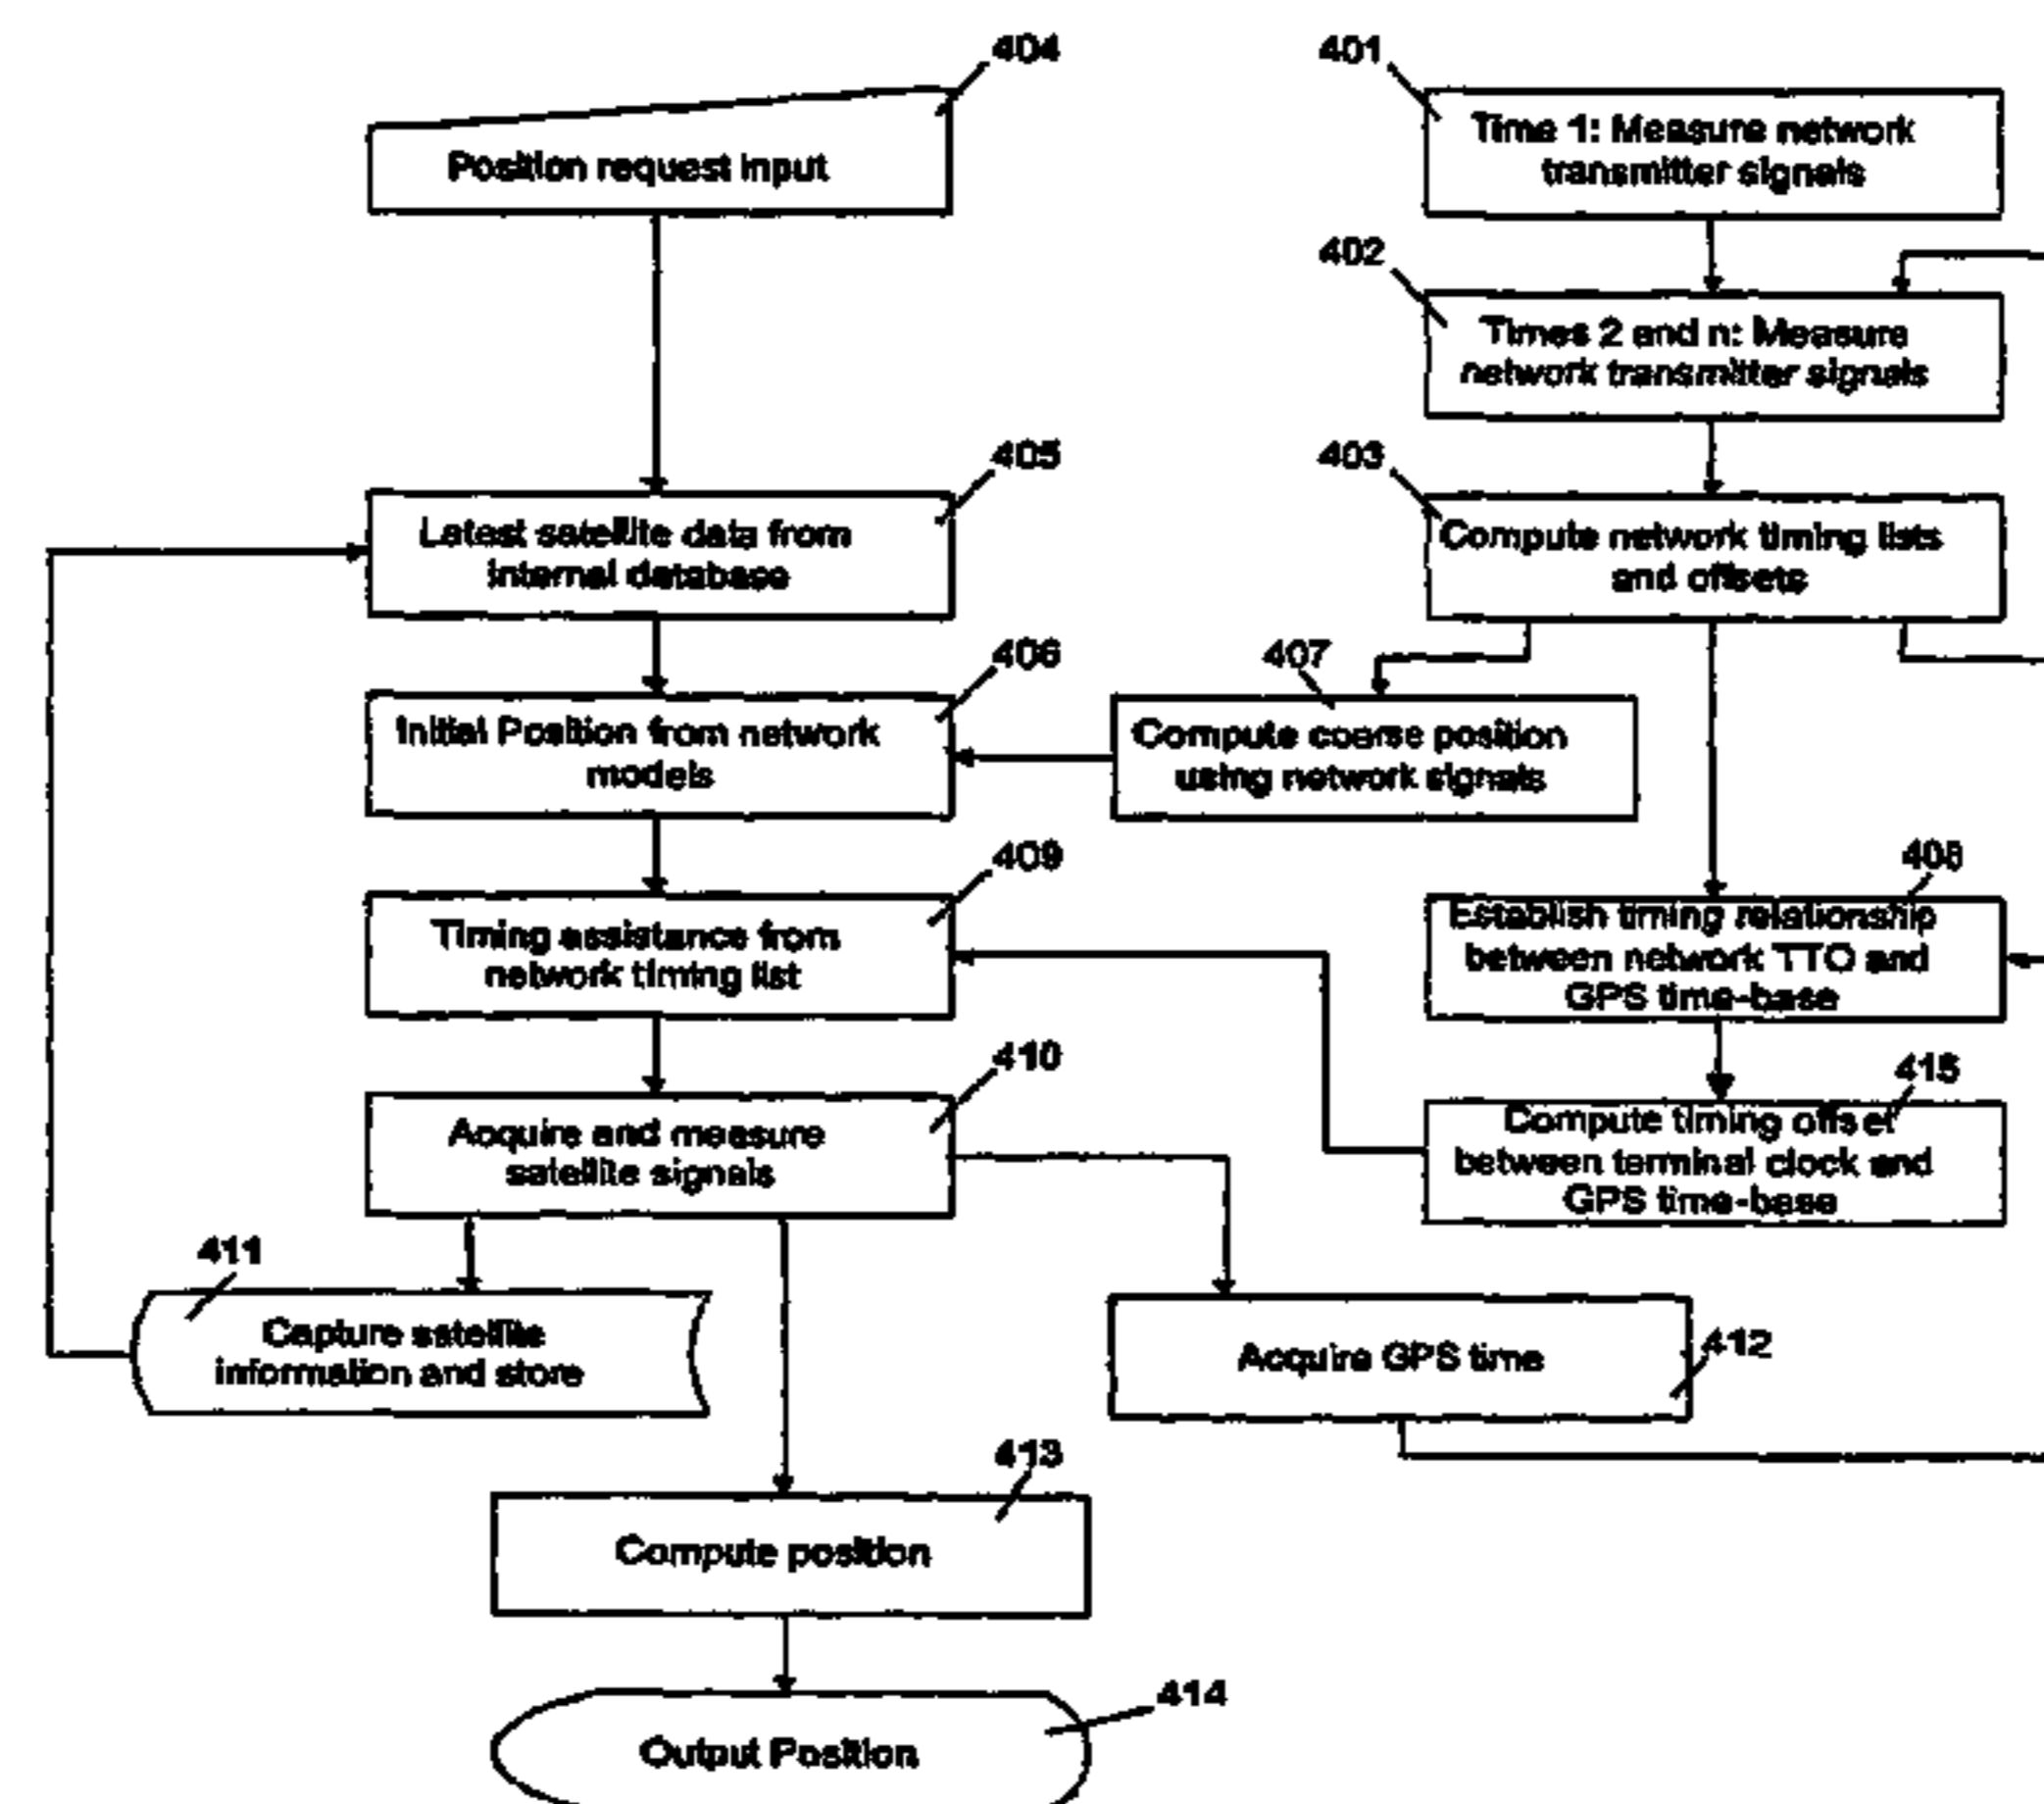 404
Position request input
401
Time 1: Measure network
transmitter signals
402
Times 2 and n: Measure
network transmitter signals
405
Latest satellite data from
internal database
403
Compute network timing lists
and offsets
406
Initial Position from network
models
407
Compute coarse position
using network signals
409
Timing assistance from
network timing list
408
Establish timing relationship
between network TTO and
GPS time-base
410
Acquire and measure
satellite signals
415
Compute timing offset
between terminal clock and
GPS time-base
411
Capture satellite
information and store
412
Acquire GPS time
413
Compute position
414
Output Position